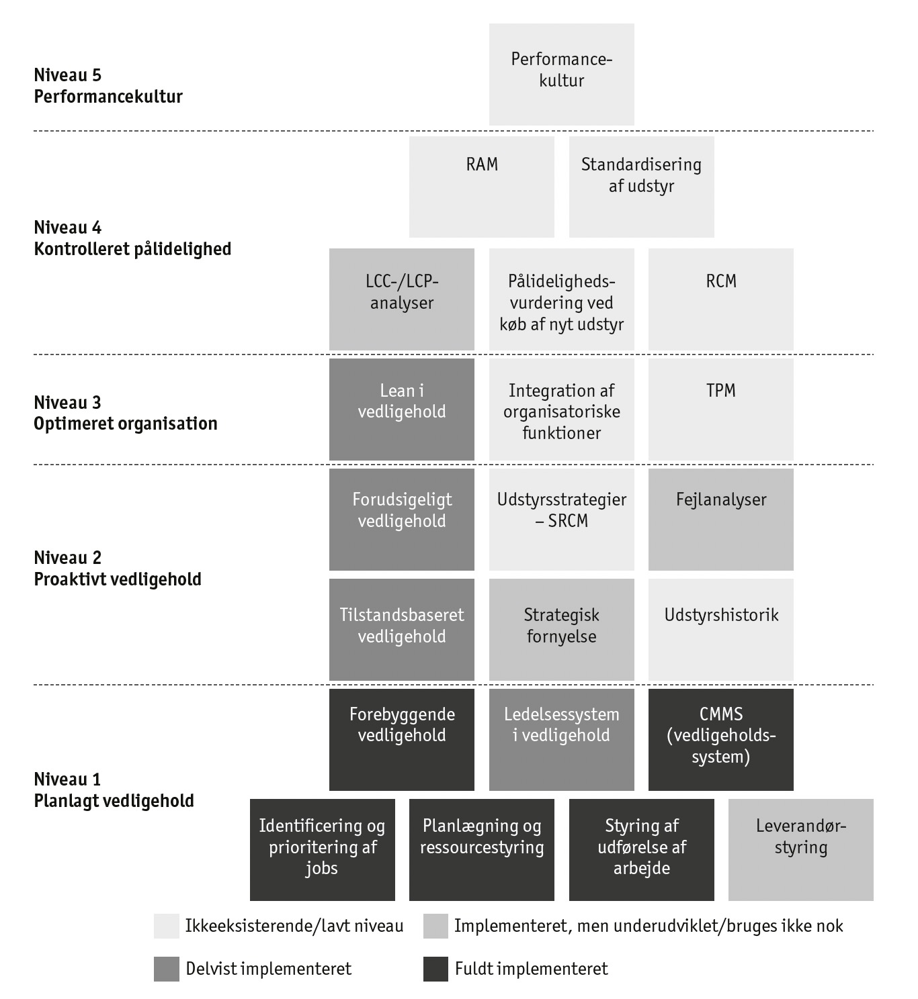 Niveau 5
Performancekultur
Performance-
kultur
Niveau 4
Kontrolleret pålidelighed
RAM
Standardisering
af udstyr
LCC-/LCP-
analyser
Pålideligheds-
vurdering ved
køb af nyt udstyr
RCM
Niveau 3
Optimeret organisation
Lean i
vedligehold
Integration af
organisatoriske
funktioner
TPM
Niveau 2
Proaktivt vedligehold
Forudsigeligt
vedligehold
Udstyrsstrategier
– SRCM
Fejlanalyser
Tilstandsbaseret
vedligehold
Strategisk
fornyelse
Udstyrshistorik
Niveau 1
Planlagt vedligehold
Forebyggende
vedligehold
Ledelsessystem
i vedligehold
CMMS
(vedligeholds-
system)
Identificering og
prioritering af
jobs
Planlægning og
ressourcestyring
Styring af
udførelse af
arbejde
Leverandør-
styring
Ikkeeksisterende/lavt niveau
Implementeret, men underudviklet/bruges ikke nok
Delvist implementeret
Fuldt implementeret